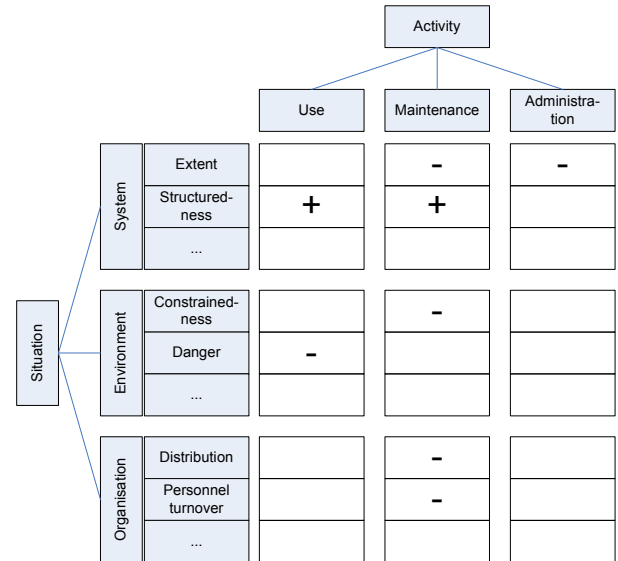 Activity
Use
Maintenance
Administra-
tion
Situation
System
Extent
-
-
Structured-
ness
+
+
...
Environment
Constrained-
ness
-
Danger
-
...
Organisation
Distribution
-
Personnel
turnover
-
...